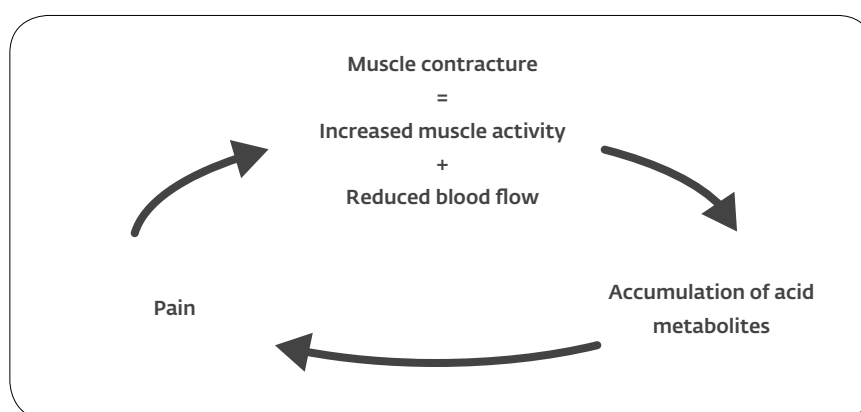 Muscle contracture
=
Increased muscle activity
+
Reduced blood flow
Accumulation of acid
metabolites
Pain